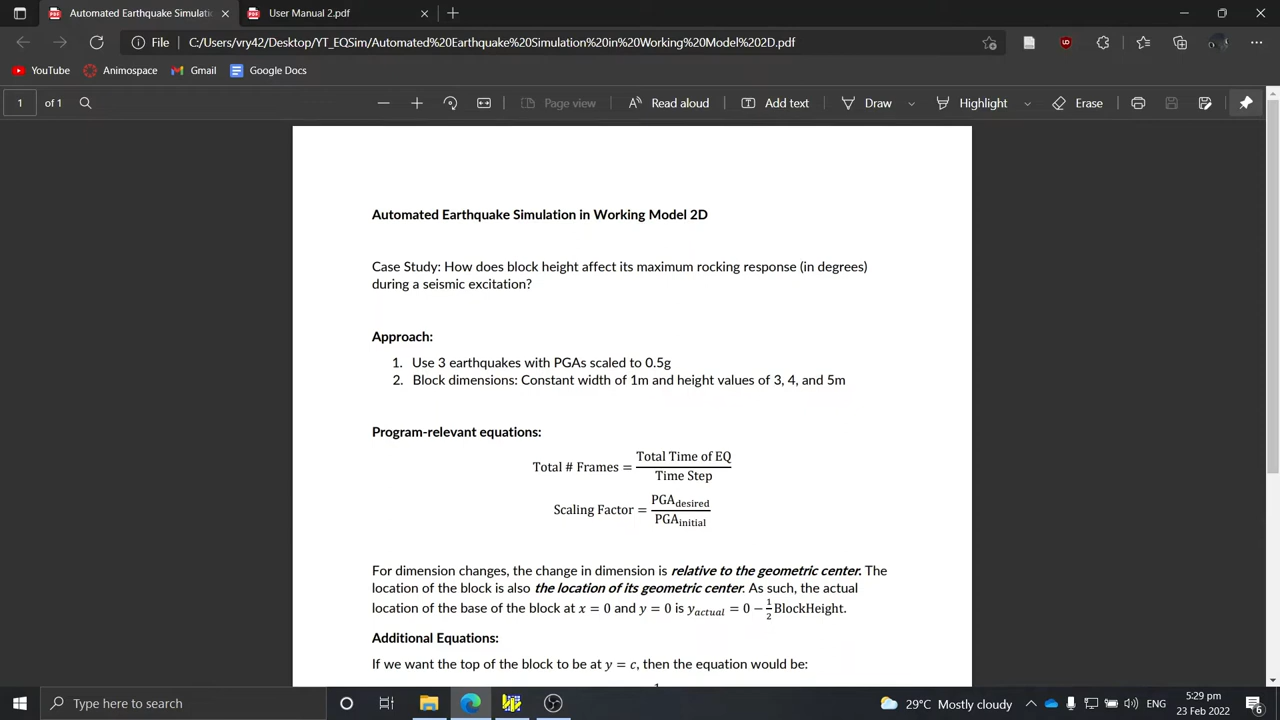 Automated Earthquake Simulati
User Manual 2.pdf
File
C:/Users/vry42/Desktop/YT_EQSim/Automated%20Earthquake%20Simulation%20in%20Working%20Model%202D.pdf
YouTube
Animospace
Gmail
Google Docs
1
of 1
Page view
Read aloud
Add text
Draw
Highlight
Erase
Automated Earthquake Simulation in Working Model 2D
Case Study: How does block height affect its maximum rocking response (in degrees)
during a seismic excitation?
Approach:
1. Use 3 earthquakes with PGAs scaled to 0.5g
2. Block dimensions: Constant width of 1m and height values of 3, 4, and 5m
Program-relevant equations:
Total # Frames = Total Time of EQ / Time Step
Scaling Factor = PGAdesired / PGAinitial
For dimension changes, the change in dimension is relative to the geometric center. The
location of the block is also the location of its geometric center. As such, the actual
location of the base of the block at x = 0 and y = 0 is yactual = 0 − 1/2 BlockHeight.
Additional Equations:
If we want the top of the block to be at y = c, then the equation would be:
1
Type here to search
29°C Mostly cloudy
ENG
5:29 pm
23 Feb 2022
6